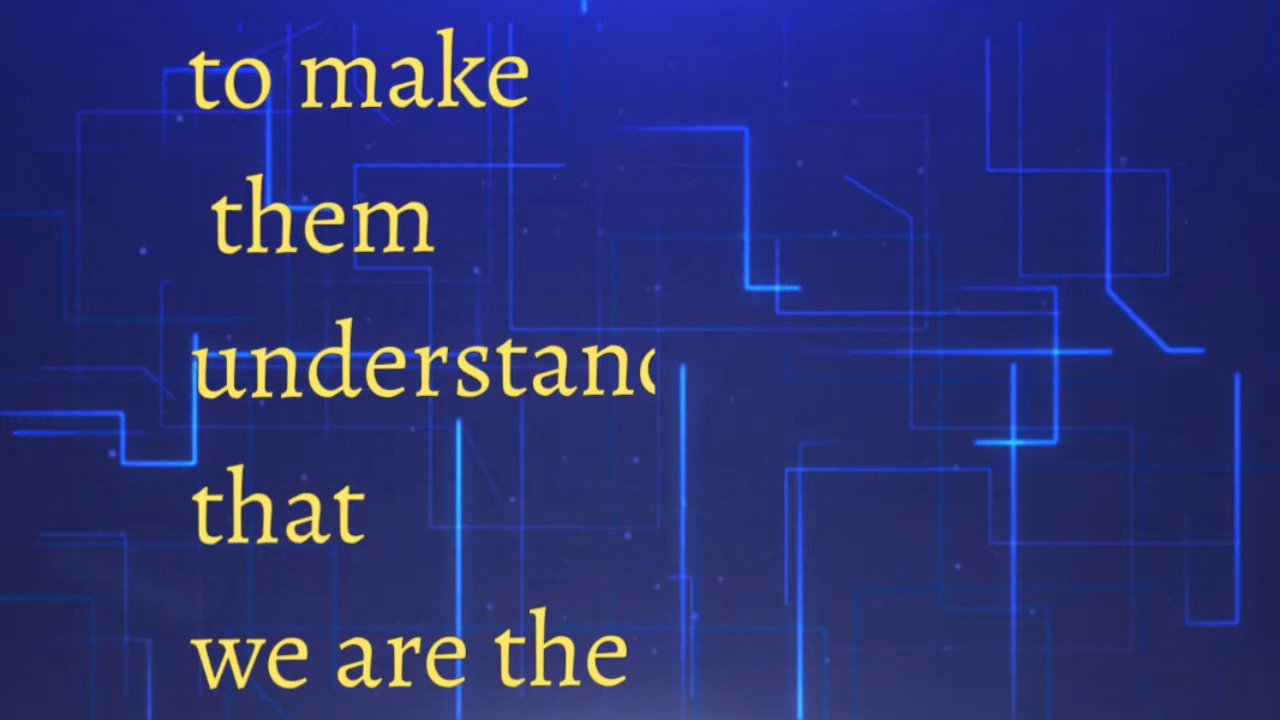 to make
them
understand
that
we are the